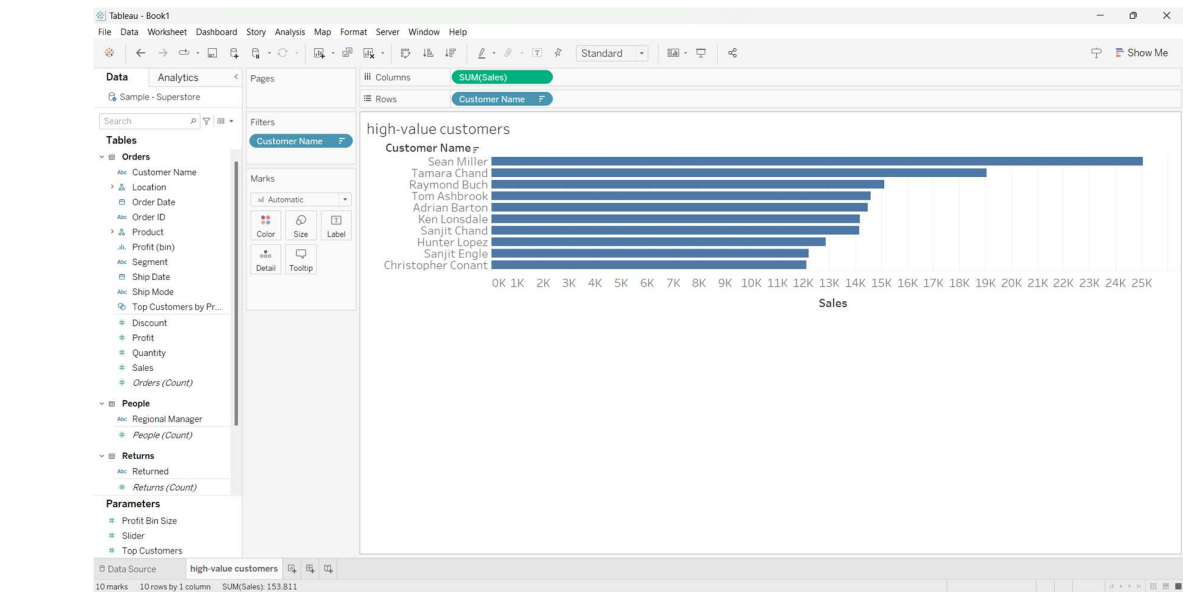 Tableau - Book1
File Data Worksheet Dashboard Story Analysis Map Format Server Window Help
Standard
Show Me
Data Analytics
Sample - Superstore
Search
Tables
Orders
Abc Customer Name
Location
Order Date
Abc Order ID
Product
Profit (bin)
Abc Segment
Ship Date
Abc Ship Mode
Top Customers by Pr...
# Discount
# Profit
# Quantity
# Sales
# Orders (Count)
People
Abc Regional Manager
# People (Count)
Returns
Abc Returned
# Returns (Count)
Parameters
# Profit Bin Size
# Slider
# Top Customers
Pages
Filters
Customer Name
Marks
Automatic
Color Size Label
Detail Tooltip
Columns SUM(Sales)
Rows Customer Name
high-value customers
Customer Name
Sean Miller
Tamara Chand
Raymond Buch
Tom Ashbrook
Adrian Barton
Ken Lonsdale
Sanjit Chand
Hunter Lopez
Sanjit Engle
Christopher Conant
0K 1K 2K 3K 4K 5K 6K 7K 8K 9K 10K 11K 12K 13K 14K 15K 16K 17K 18K 19K 20K 21K 22K 23K 24K 25K
Sales
Data Source high-value customers
10 marks 10 rows by 1 column SUM(Sales): 153,811